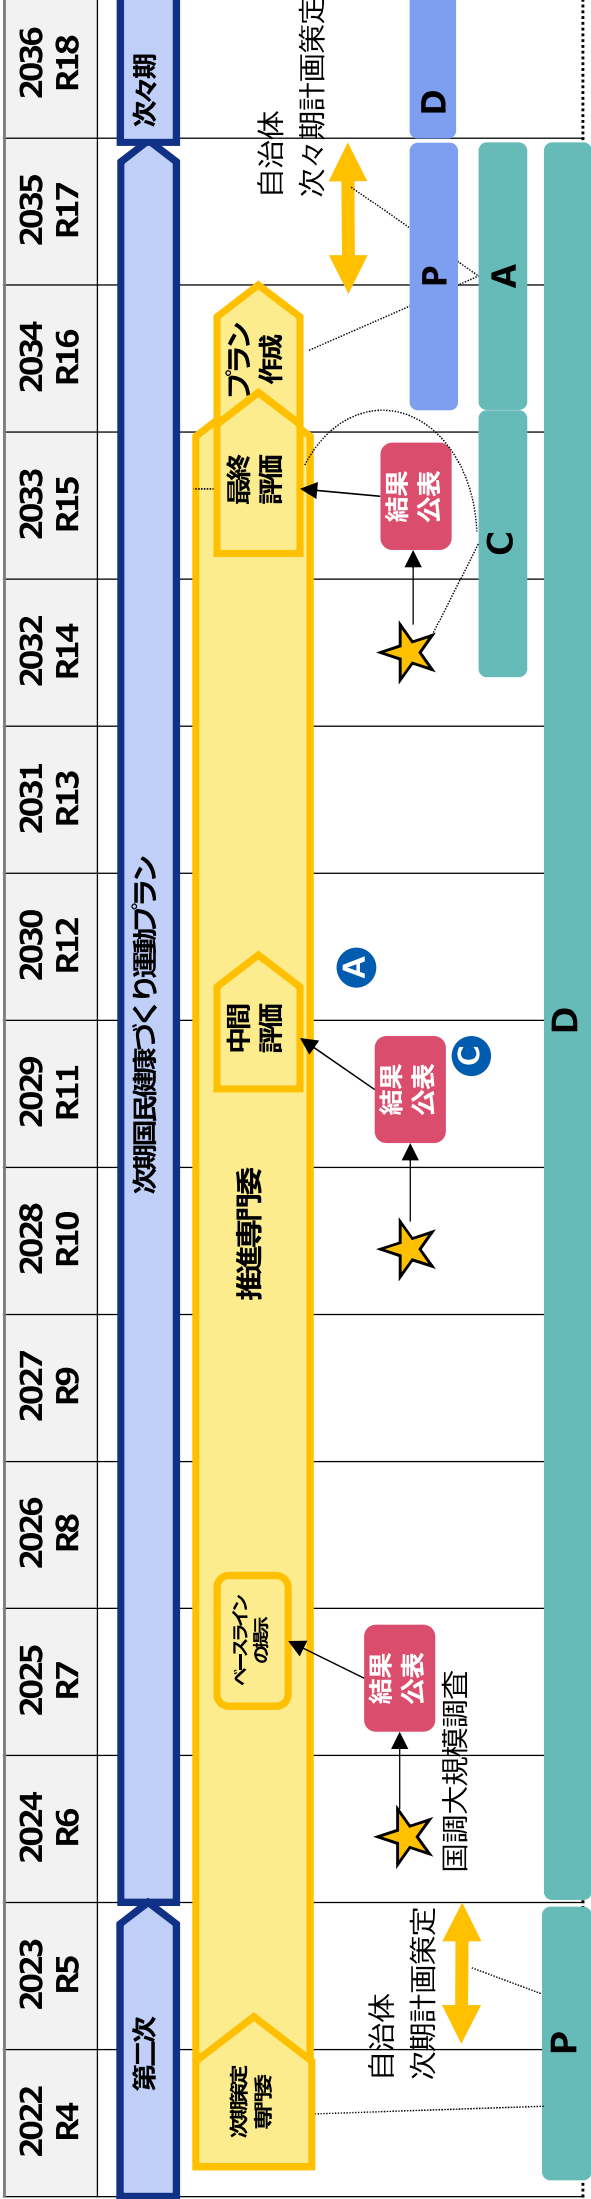 2022
R4
2023
R5
2024
R6
2025
R7
2026
R8
2027
R9
2028
R10
2029
R11
2030
R12
2031
R13
2032
R14
2033
R15
2034
R16
2035
R17
2036
R18
第二次
次期国民健康づくり運動プラン
次々期
次期策定
専門委
ベースライン
の提示
推進専門委
中間
評価
最終
評価
プラン
作成
自治体
次期計画策定
国調大規模調査
結果
公表
結果
公表
C
A
結果
公表
自治体
次々期計画策定
P
D
C
A
P
D